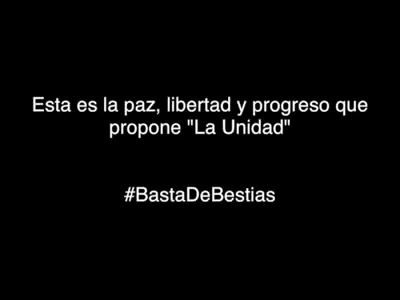 Esta es la paz, libertad y progreso que
propone "La Unidad"
#BastaDeBestias